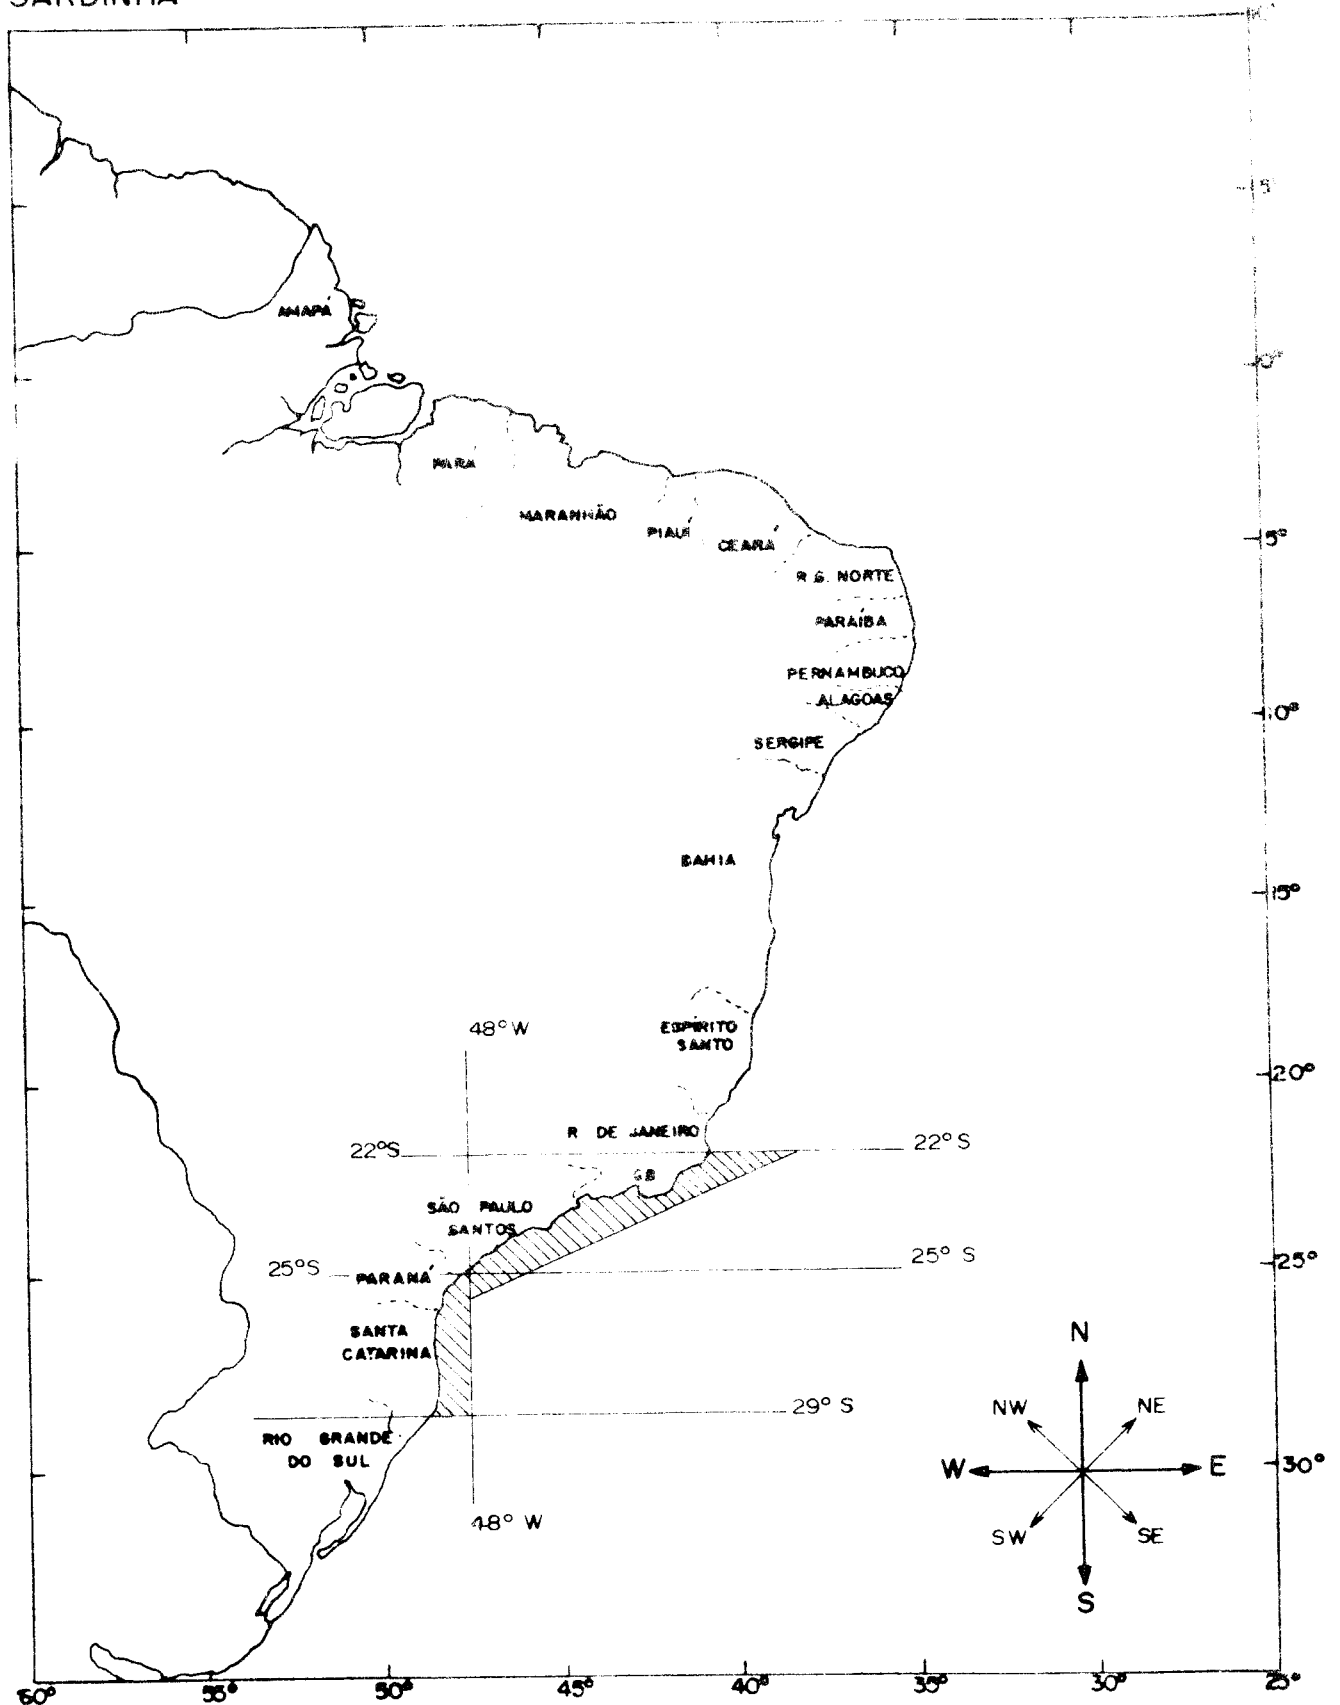 SARDINHA
5°
0°
AMAPÁ
PARÁ
MARANHÃO
PIAUÍ
CEARÁ
5°
R.G. NORTE
PARAÍBA
PERNAMBUCO
ALAGOAS
10°
SERGIPE
BAHIA
15°
48° W
ESPÍRITO
SANTO
20°
R DE JANEIRO
22°S
22° S
GB
SÃO PAULO
SANTOS
25°S
25° S
25°
PARANÁ
SANTA
CATARINA
N
NW
NE
29° S
RIO GRANDE
DO SUL
W
E
30°
48° W
SW
SE
S
60°
55°
50°
45°
40°
35°
30°
25°